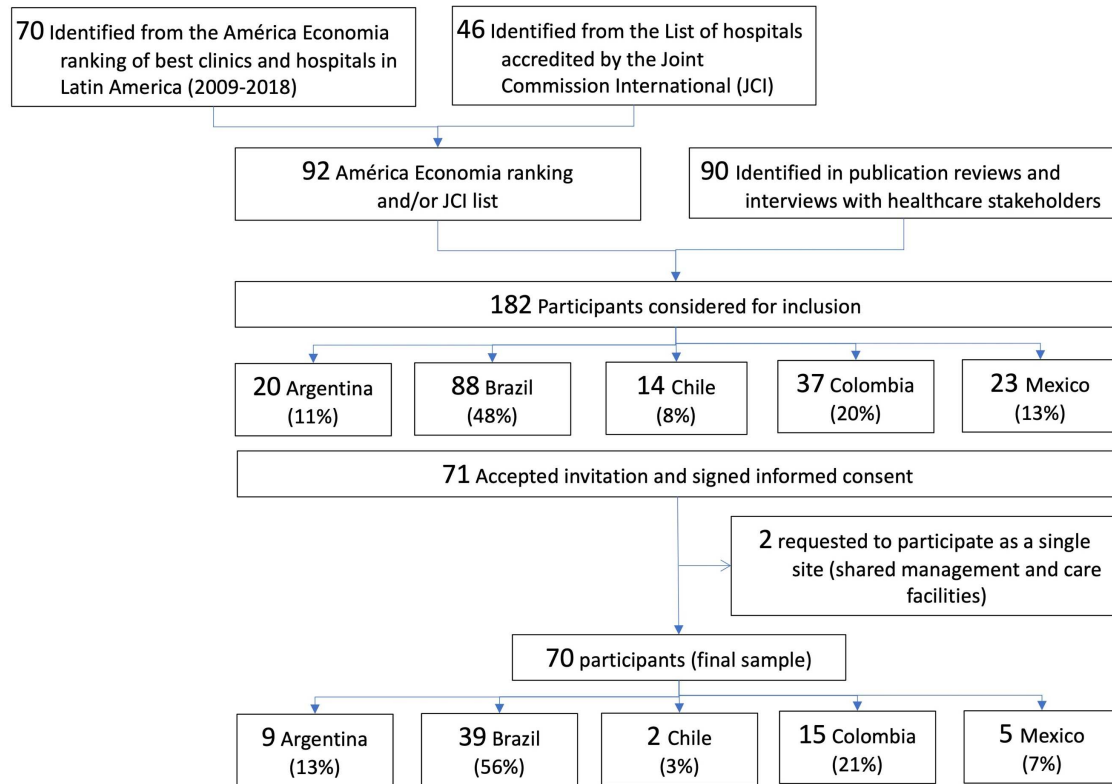 70 Identified from the América Economia
ranking of best clinics and hospitals in
Latin America (2009-2018)
46 Identified from the List of hospitals
accredited by the Joint
Commission International (JCI)
92 América Economia ranking
and/or JCI list
90 Identified in publication reviews and
interviews with healthcare stakeholders
182 Participants considered for inclusion
20 Argentina
(11%)
88 Brazil
(48%)
14 Chile
(8%)
37 Colombia
(20%)
23 Mexico
(13%)
71 Accepted invitation and signed informed consent
2 requested to participate as a single
site (shared management and care
facilities)
70 participants (final sample)
9 Argentina
(13%)
39 Brazil
(56%)
2 Chile
(3%)
15 Colombia
(21%)
5 Mexico
(7%)